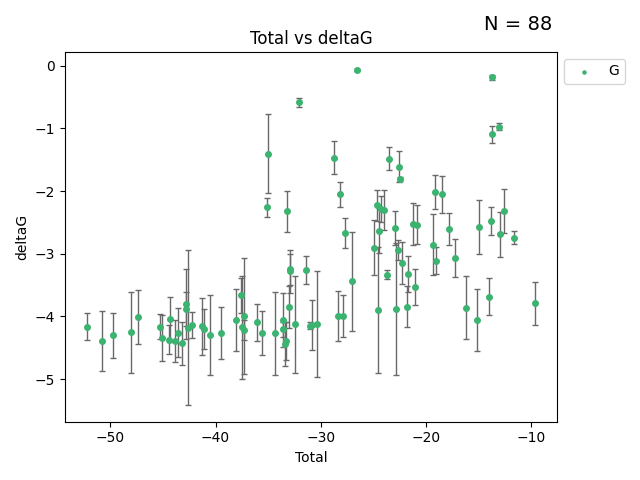 N = 88
Total vs deltaG
G
deltaG
0
−1
−2
−3
−4
−5
−50
−40
−30
−20
−10
Total